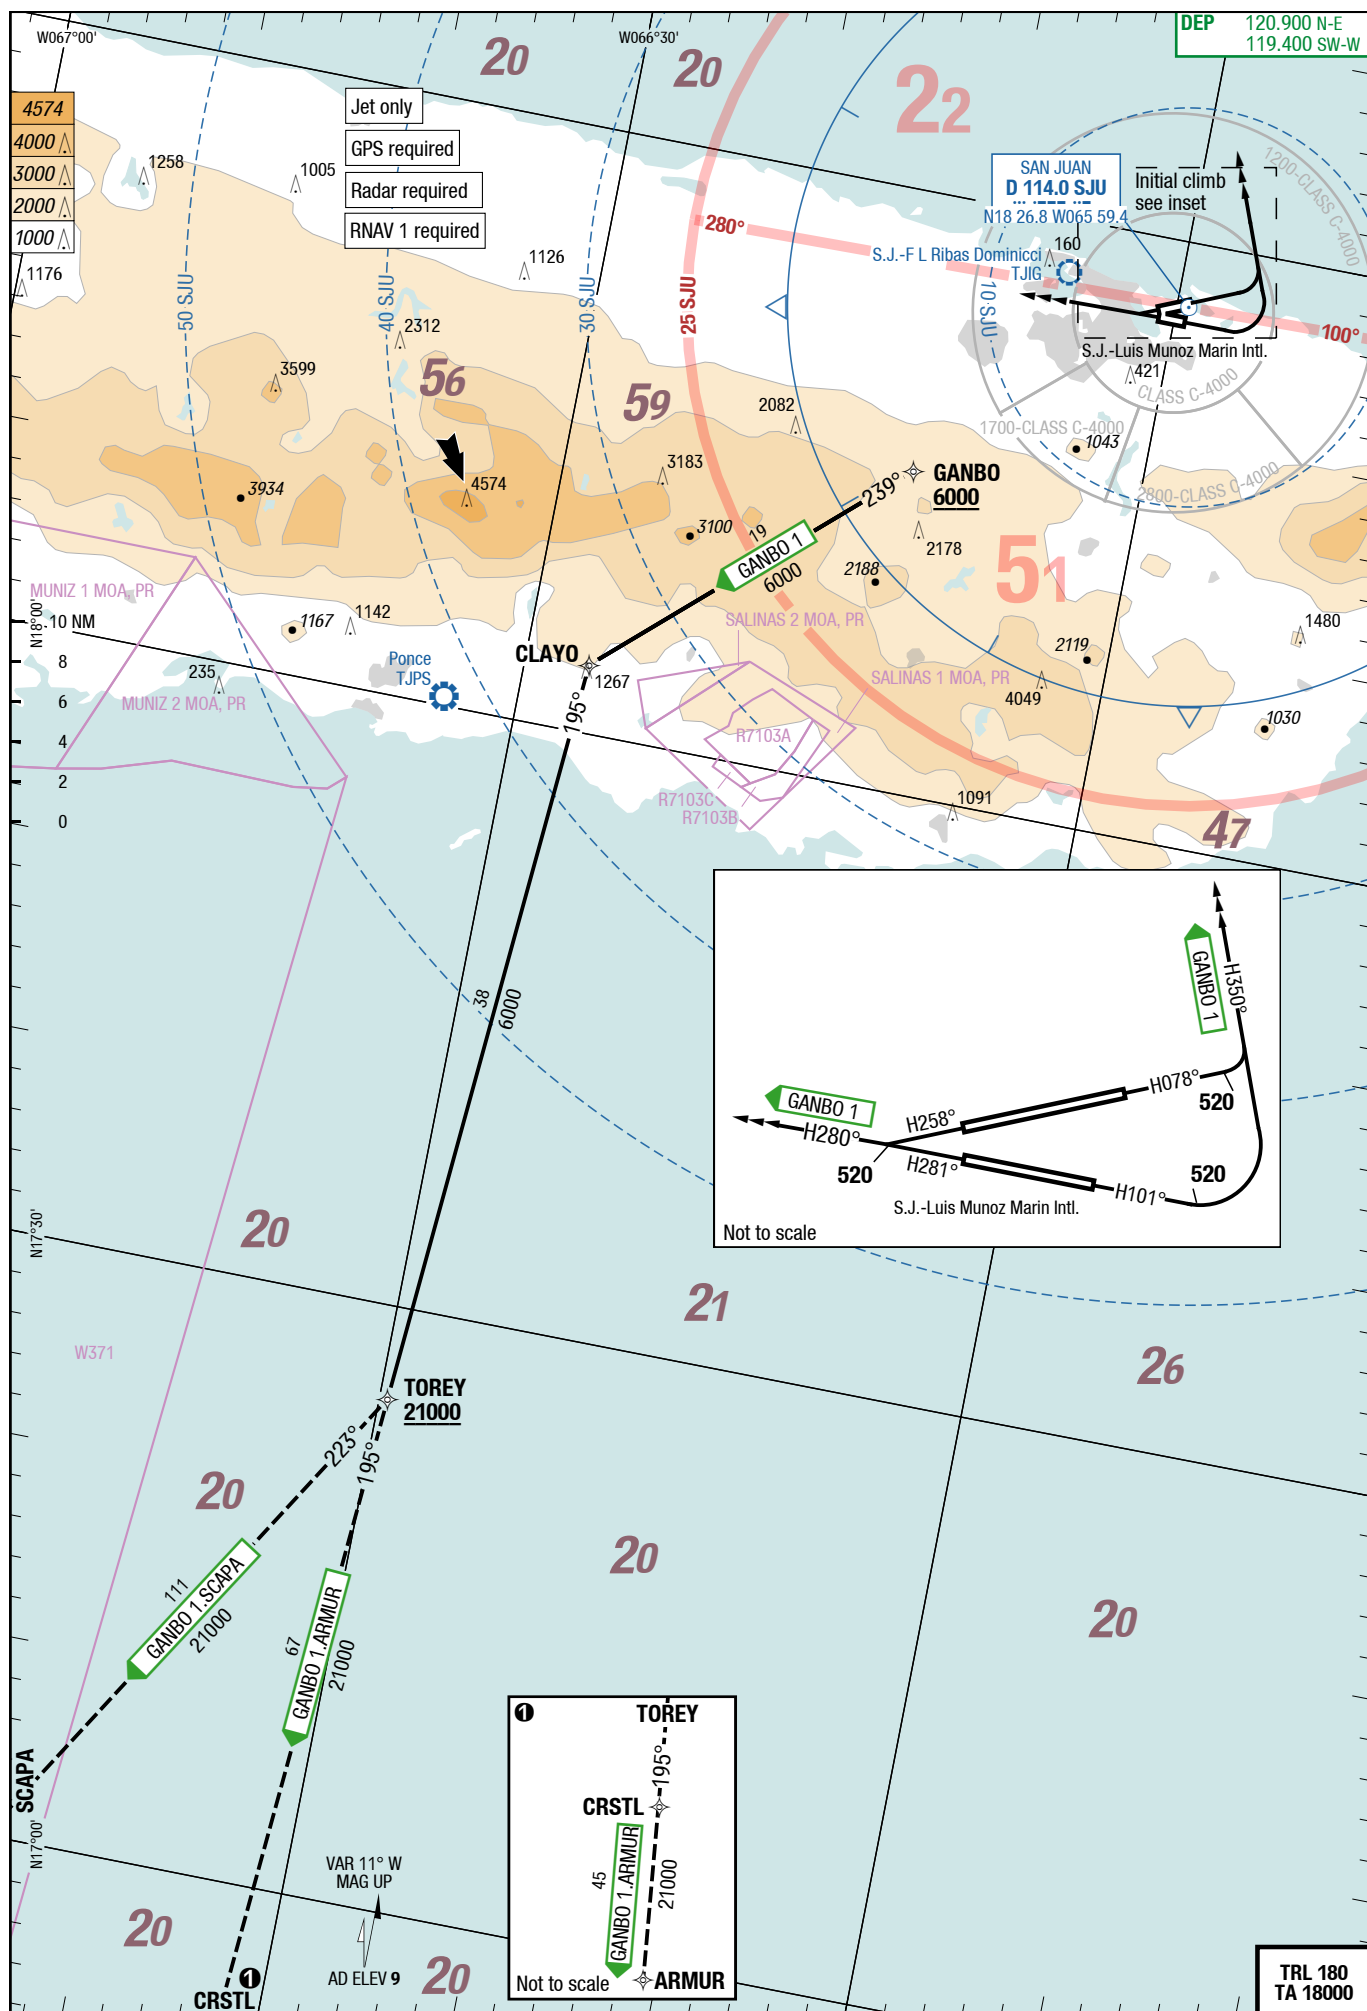 DEP 120.900 N-E
119.400 SW-W
W067°00'
W066°30'
20
20
22
4574
4000
3000
2000
1000
Jet only
GPS required
Radar required
RNAV 1 required
1258
1005
1176
1126
SAN JUAN
D 114.0 SJU
N18 26.8 W065 59.4
Initial climb
see inset
1200-CLASS C-4000
280°
S.J.-F L Ribas Dominicci
TJIG
160
50 SJU
40 SJU
30 SJU
25 SJU
10 SJU
100°
S.J.-Luis Munoz Marin Intl.
421
CLASS C-4000
1700-CLASS C-4000
2800-CLASS C-4000
1043
2312
3599
56
59
2082
3934
4574
3183
3100
239°
GANBO
6000
19
GANBO 1
6000
2178
2188
51
MUNIZ 1 MOA, PR
N18°00'
10 NM
8
6
4
2
0
1167
1142
235
MUNIZ 2 MOA, PR
Ponce
TJPS
CLAYO
1267
195°
SALINAS 2 MOA, PR
SALINAS 1 MOA, PR
R7103A
R7103C
R7103B
2119
4049
1480
1030
1091
47
38
6000
GANBO 1
H350°
GANBO 1
H280°
H258°
H078°
520
520
H281°
H101°
520
S.J.-Luis Munoz Marin Intl.
Not to scale
N17°30'
20
21
26
W371
TOREY
21000
223°
195°
20
20
20
111
GANBO 1.SCAPA
21000
67
GANBO 1.ARMUR
21000
SCAPA
N17°00'
VAR 11° W
MAG UP
AD ELEV 9
20
20
1
CRSTL
1
TOREY
195°
CRSTL
45
GANBO 1.ARMUR
21000
ARMUR
Not to scale
TRL 180
TA 18000